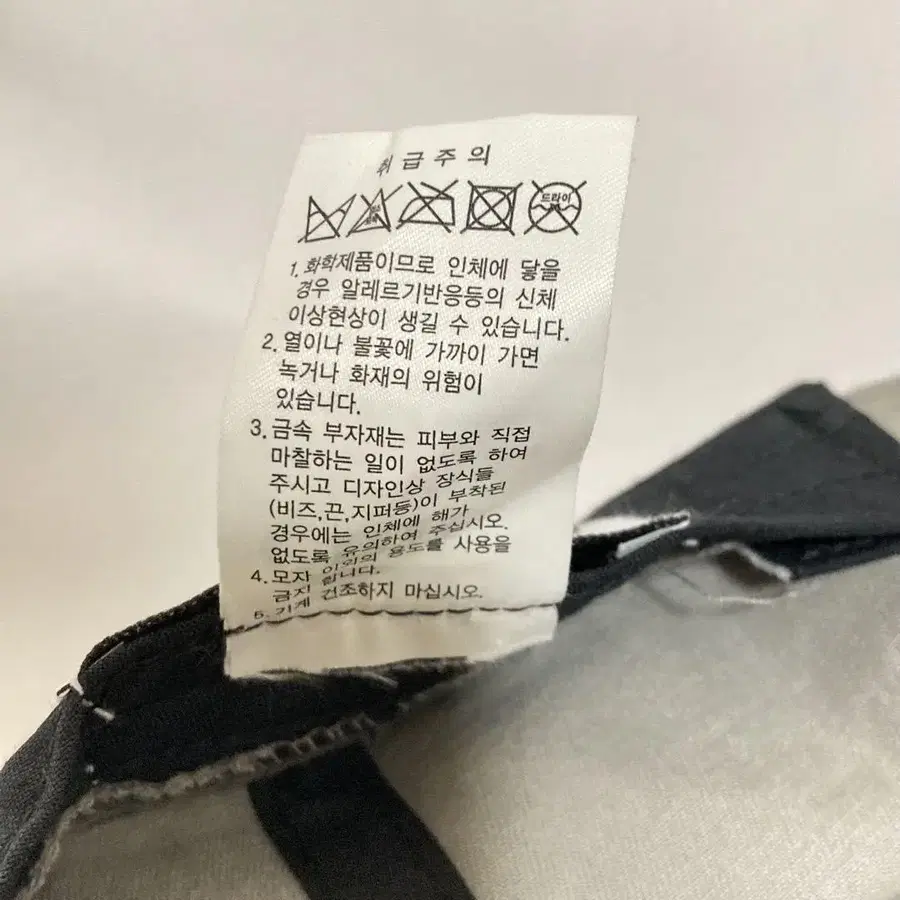 취급주의
드라이
1. 화학제품이므로 인체에 닿을
경우 알레르기반응등의 신체
이상현상이 생길 수 있습니다.
2. 열이나 불꽃에 가까이 가면
녹거나 화재의 위험이
있습니다.
3. 금속 부자재는 피부와 직접
마찰하는 일이 없도록 하여
주시고 디자인상 장식들
(비즈,끈,지퍼등)이 부착된
경우에는 인체에 해가
없도록 유의하여 주십시오.
4. 모자 이외의 용도를 사용을
금지 합니다.
5. 기계 건조하지 마십시오.